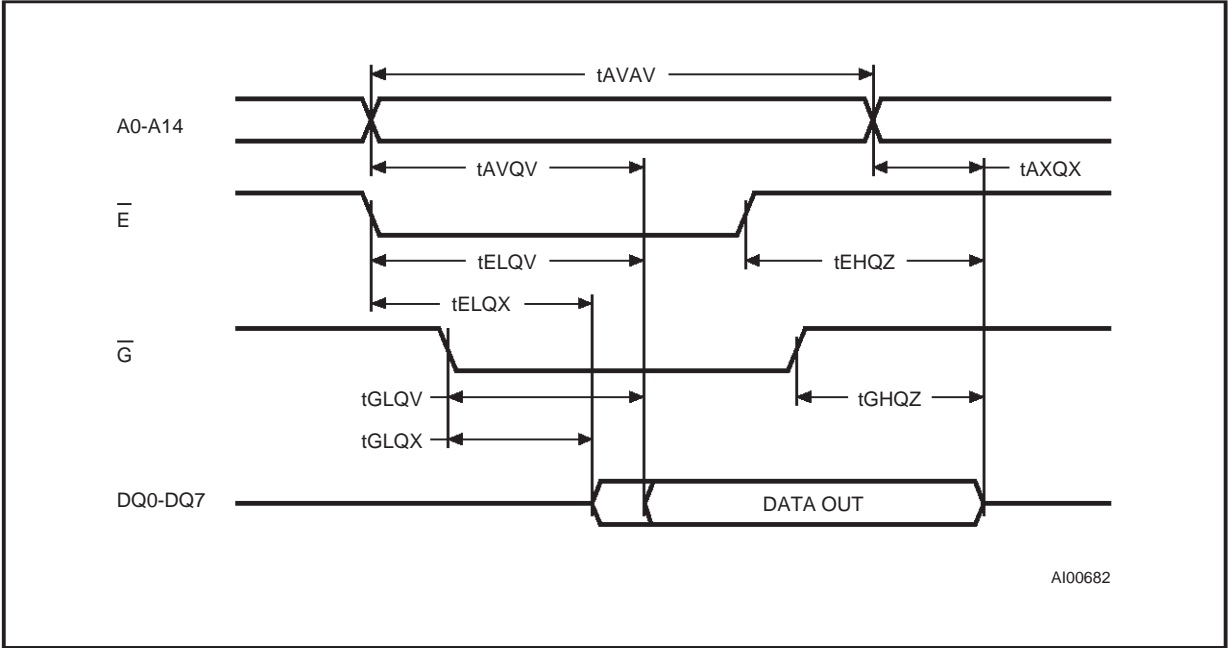 tAVAV
A0-A14
tAVQV
tAXQX
E̅
tELQV
tEHQZ
tELQX
G̅
tGLQV
tGHQZ
tGLQX
DQ0-DQ7
DATA OUT
AI00682